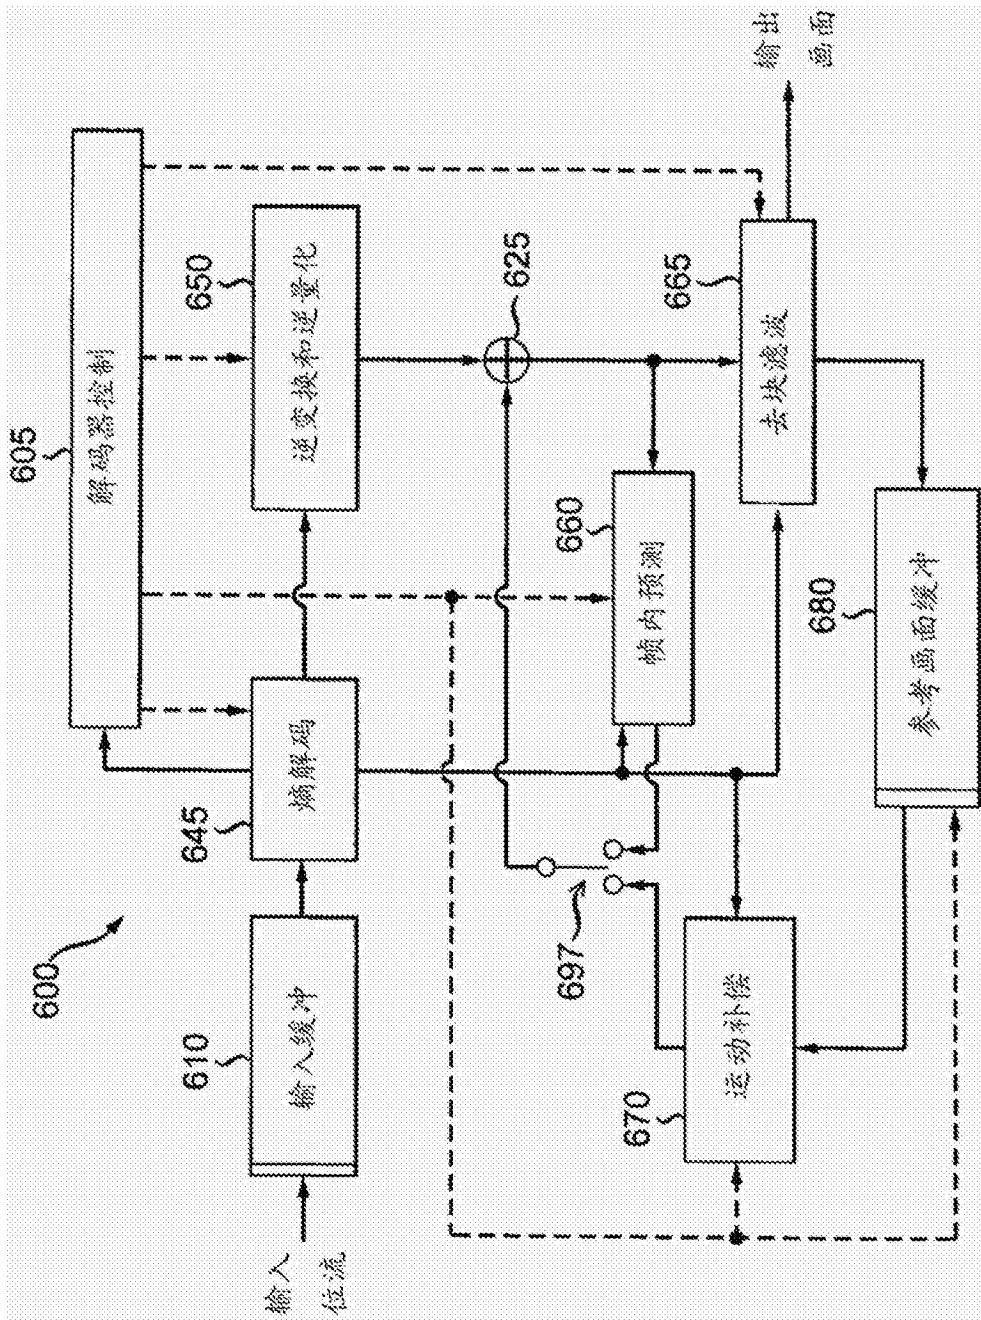 600
605
解码器控制
输入
位流
610
输入缓冲
645
熵解码
650
逆变换和逆量化
625
697
660
帧内预测
670
运动补偿
665
去块滤波
输出
画面
680
参考画面缓冲